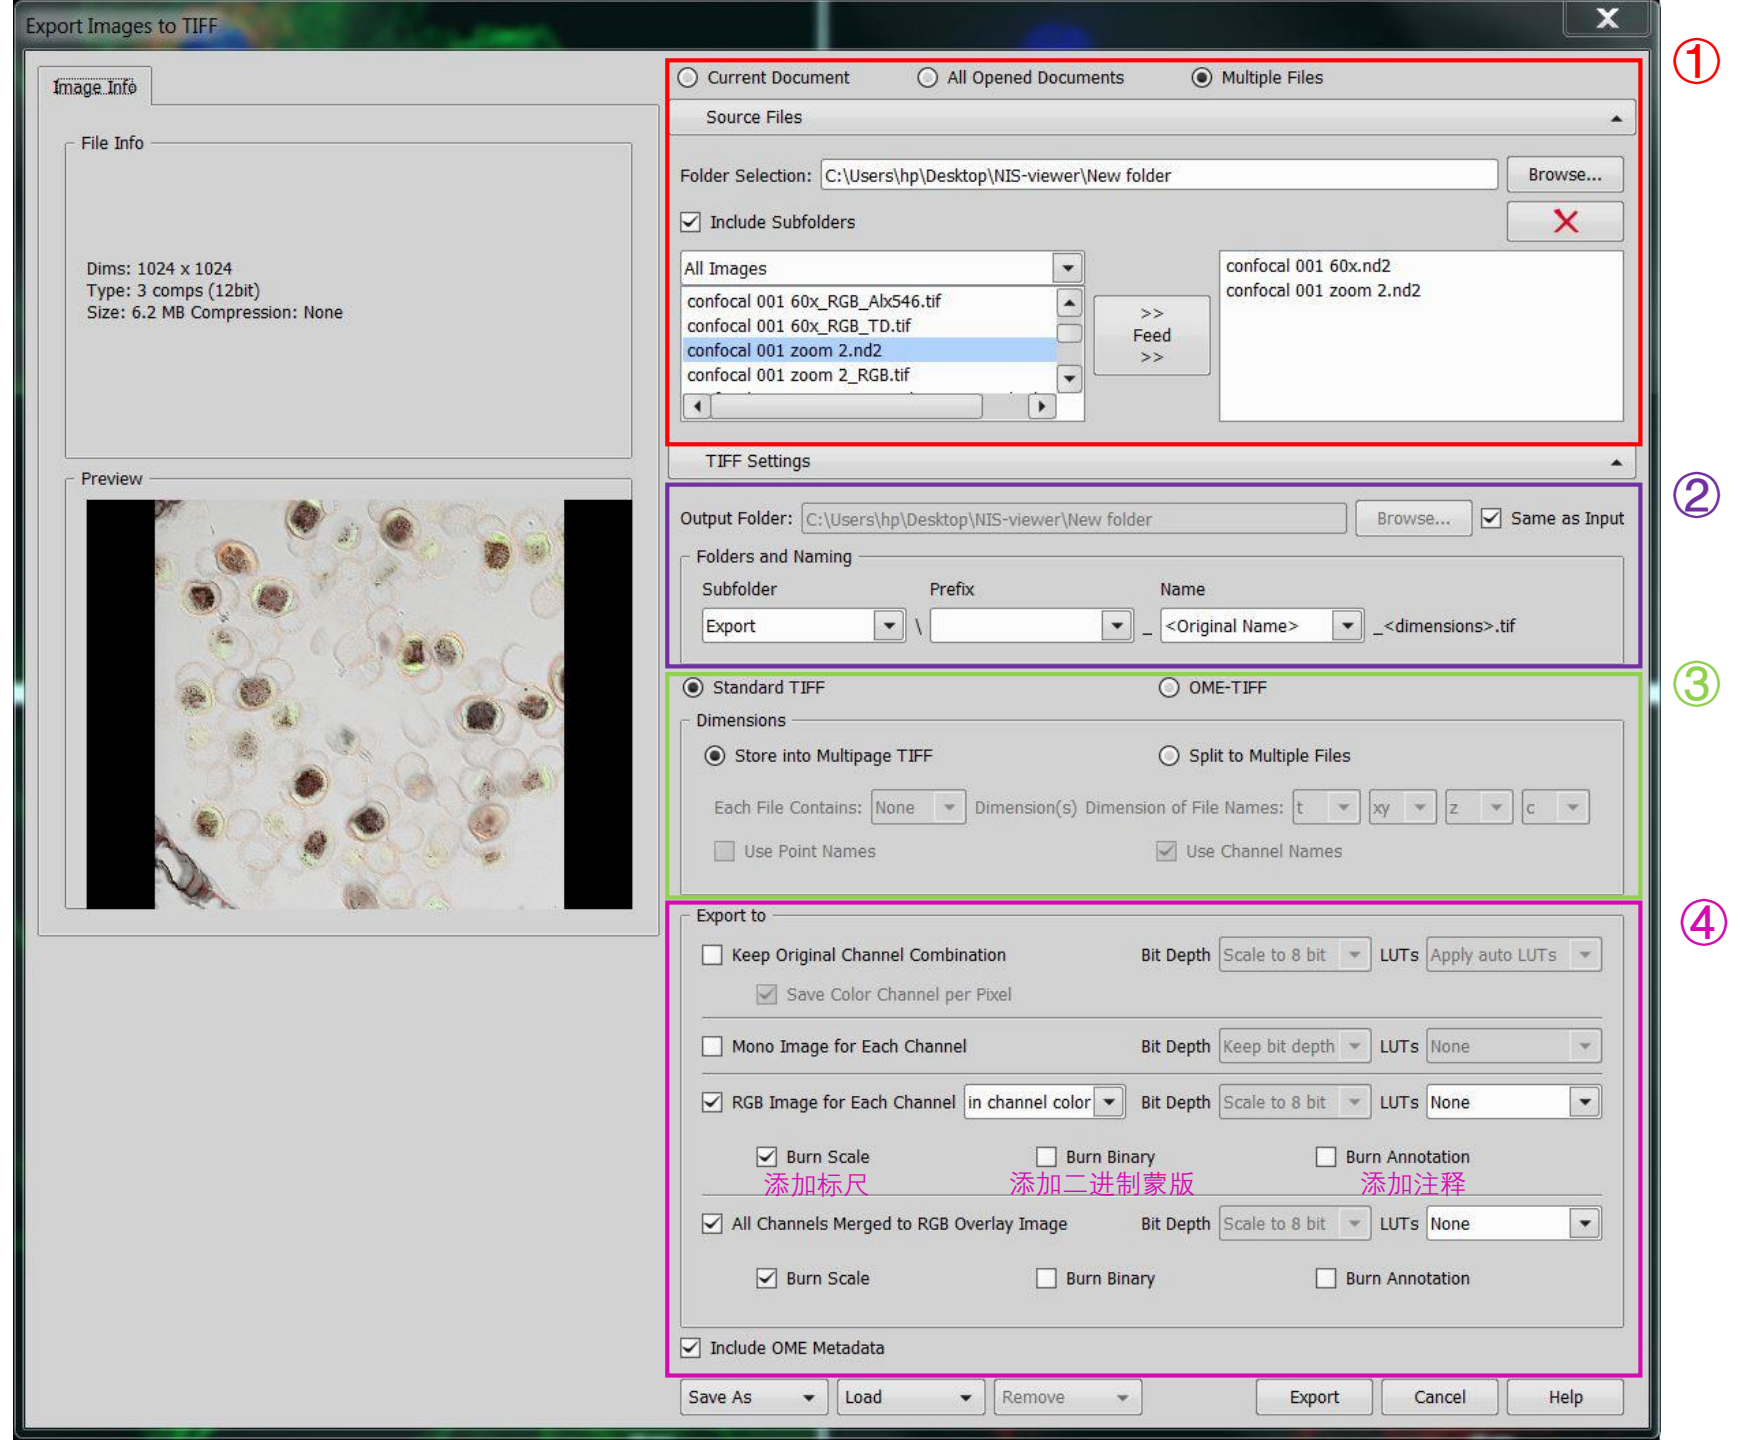 Export Images to TIFF
X
①
Image Info
File Info
Dims: 1024 x 1024
Type: 3 comps (12bit)
Size: 6.2 MB Compression: None
Preview
Current Document All Opened Documents Multiple Files
Source Files
Folder Selection: C:\Users\hp\Desktop\NIS-viewer\New folder Browse...
Include Subfolders
All Images
confocal 001 60x_RGB_Alx546.tif
confocal 001 60x_RGB_TD.tif
confocal 001 zoom 2.nd2
confocal 001 zoom 2_RGB.tif
>>
Feed
>>
confocal 001 60x.nd2
confocal 001 zoom 2.nd2
TIFF Settings
②
Output Folder: C:\Users\hp\Desktop\NIS-viewer\New folder Browse... Same as Input
Folders and Naming
Subfolder Prefix Name
Export \ _ <Original Name> _<dimensions>.tif
③
Standard TIFF OME-TIFF
Dimensions
Store into Multipage TIFF Split to Multiple Files
Each File Contains: None Dimension(s) Dimension of File Names: t xy z c
Use Point Names Use Channel Names
④
Export to
Keep Original Channel Combination Bit Depth Scale to 8 bit LUTs Apply auto LUTs
Save Color Channel per Pixel
Mono Image for Each Channel Bit Depth Keep bit depth LUTs None
RGB Image for Each Channel in channel color Bit Depth Scale to 8 bit LUTs None
Burn Scale Burn Binary Burn Annotation
添加标尺 添加二进制蒙版 添加注释
All Channels Merged to RGB Overlay Image Bit Depth Scale to 8 bit LUTs None
Burn Scale Burn Binary Burn Annotation
Include OME Metadata
Save As Load Remove Export Cancel Help